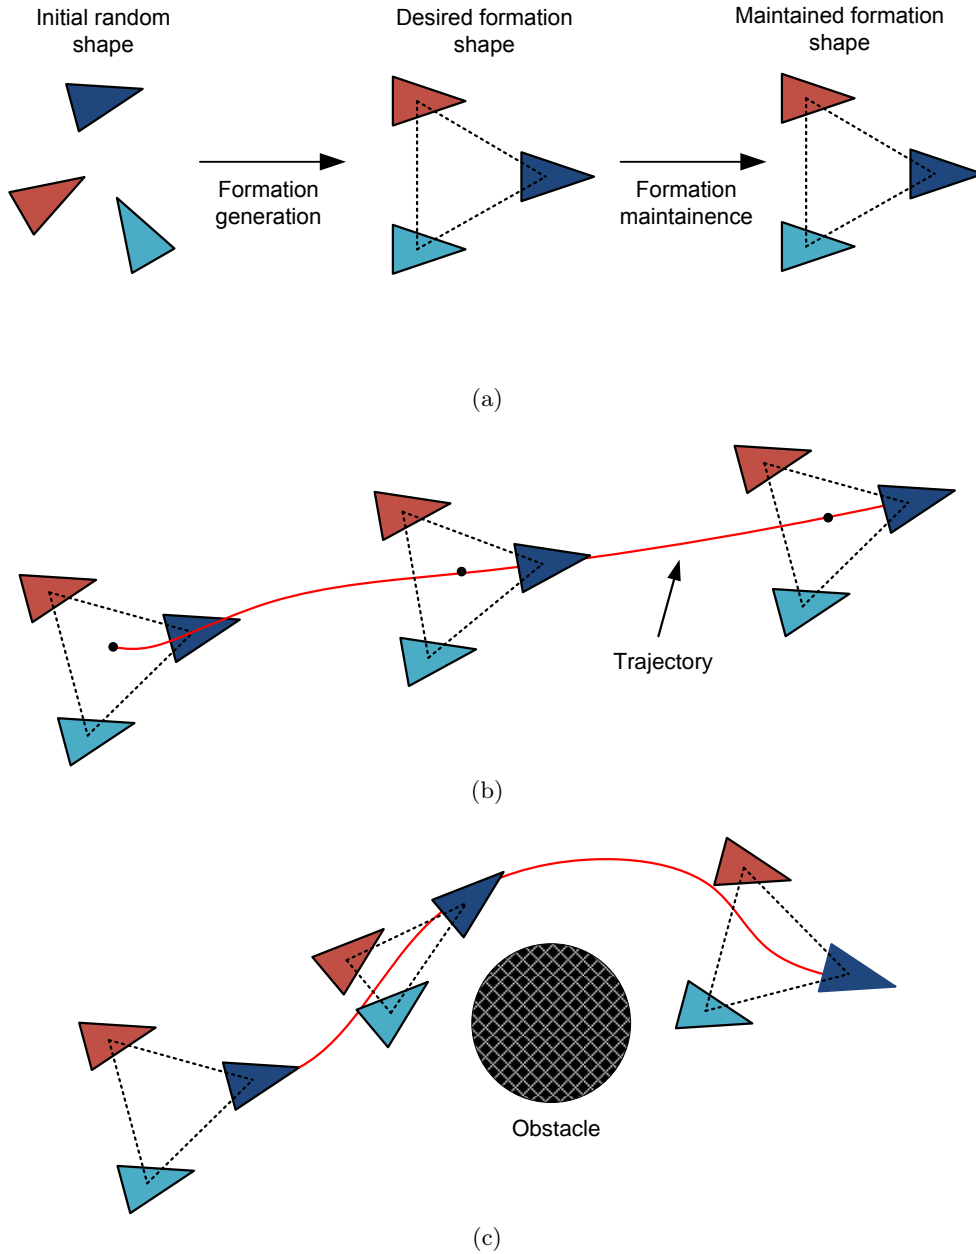 Initial random
shape
Desired formation
shape
Maintained formation
shape
Formation
generation
Formation
maintainence
(a)
Trajectory
(b)
Obstacle
(c)